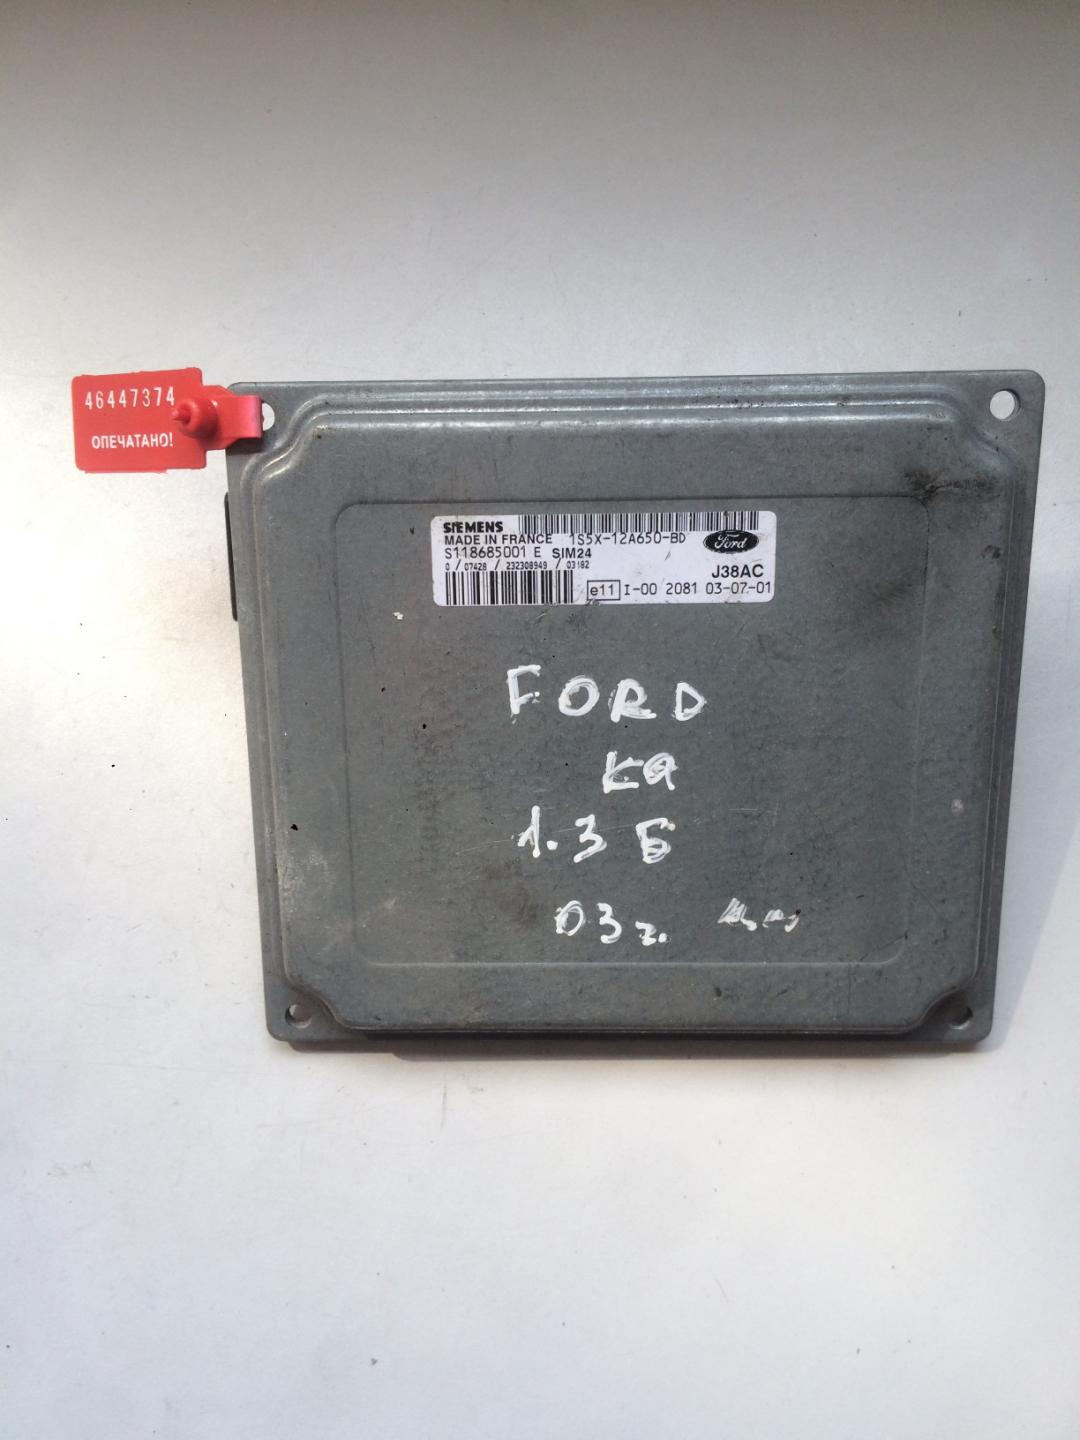 46447374
ОПЕЧАТАНО!
SIEMENS
MADE IN FRANCE 1S5X-12A650-BD Ford
S118685001 E SIM24
0 / 07428 / 232308949 / 03182
J38AC
e11 I-00 2081 03-07-01
FORD
KA
1.3 Б
03 г.